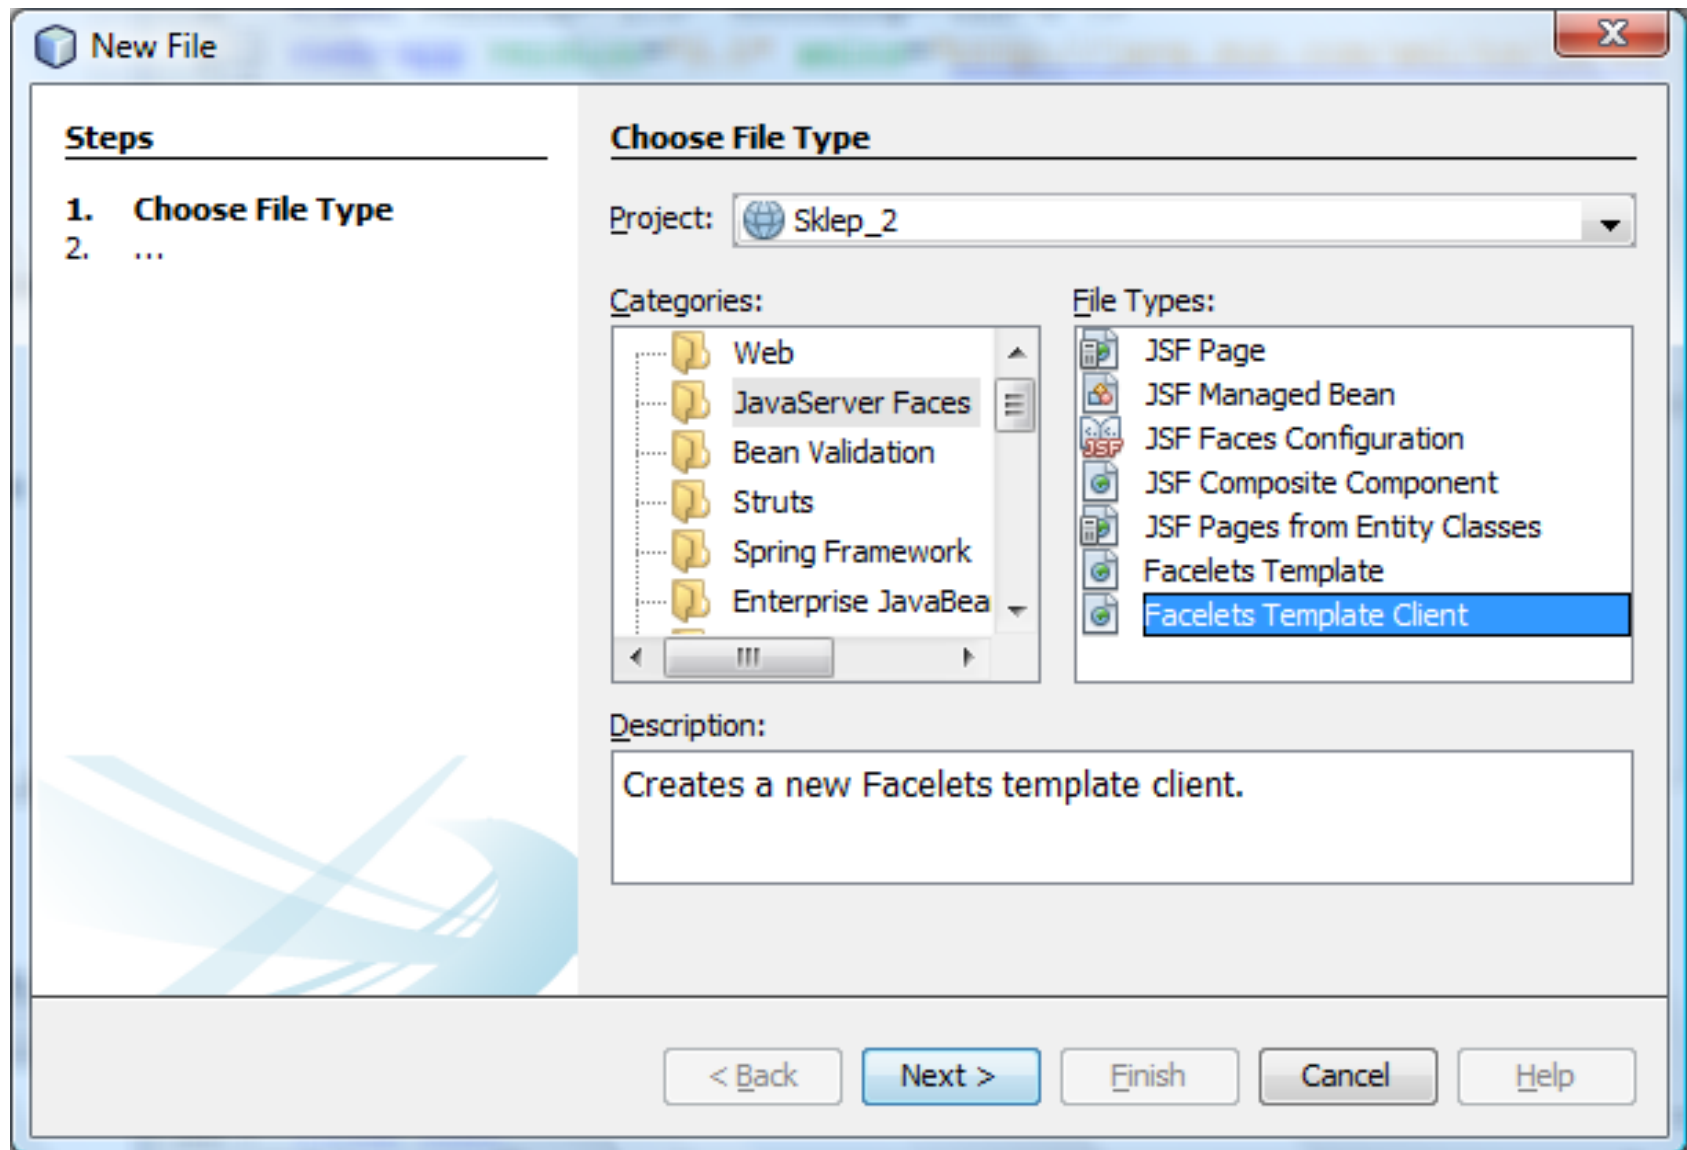 New File
Steps
1. Choose File Type
2. ...
Choose File Type
Project: Sklep_2
Categories:
Web
JavaServer Faces
Bean Validation
Struts
Spring Framework
Enterprise JavaBea
File Types:
JSF Page
JSF Managed Bean
JSF Faces Configuration
JSF Composite Component
JSF Pages from Entity Classes
Facelets Template
Facelets Template Client
Description:
Creates a new Facelets template client.
< Back
Next >
Finish
Cancel
Help